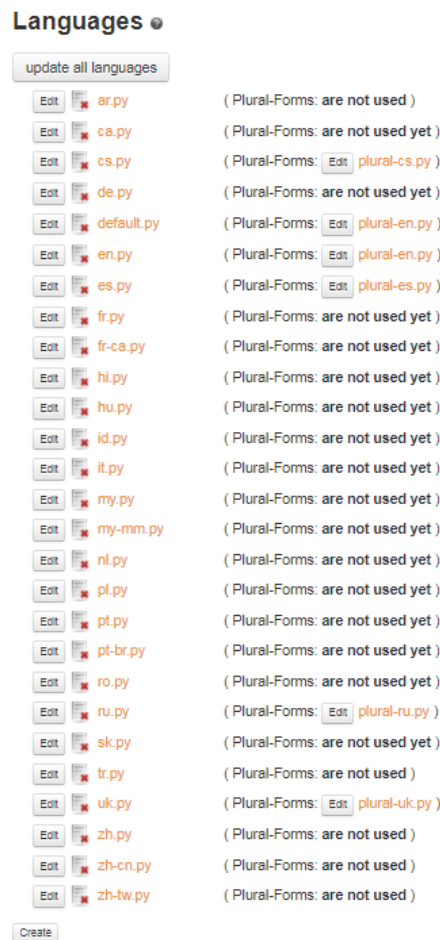 Languages
update all languages
Edit ar.py ( Plural-Forms: are not used )
Edit ca.py ( Plural-Forms: are not used yet )
Edit cs.py ( Plural-Forms: Edit plural-cs.py )
Edit de.py ( Plural-Forms: are not used yet )
Edit default.py ( Plural-Forms: Edit plural-en.py )
Edit en.py ( Plural-Forms: Edit plural-en.py )
Edit es.py ( Plural-Forms: Edit plural-es.py )
Edit fr.py ( Plural-Forms: are not used yet )
Edit fr-ca.py ( Plural-Forms: are not used yet )
Edit hi.py ( Plural-Forms: are not used yet )
Edit hu.py ( Plural-Forms: are not used yet )
Edit id.py ( Plural-Forms: are not used yet )
Edit it.py ( Plural-Forms: are not used yet )
Edit my.py ( Plural-Forms: are not used yet )
Edit my-mm.py ( Plural-Forms: are not used yet )
Edit nl.py ( Plural-Forms: are not used yet )
Edit pl.py ( Plural-Forms: are not used yet )
Edit pt.py ( Plural-Forms: are not used yet )
Edit pt-br.py ( Plural-Forms: are not used yet )
Edit ro.py ( Plural-Forms: are not used yet )
Edit ru.py ( Plural-Forms: Edit plural-ru.py )
Edit sk.py ( Plural-Forms: are not used yet )
Edit tr.py ( Plural-Forms: are not used )
Edit uk.py ( Plural-Forms: Edit plural-uk.py )
Edit zh.py ( Plural-Forms: are not used )
Edit zh-cn.py ( Plural-Forms: are not used )
Edit zh-tw.py ( Plural-Forms: are not used )
Create